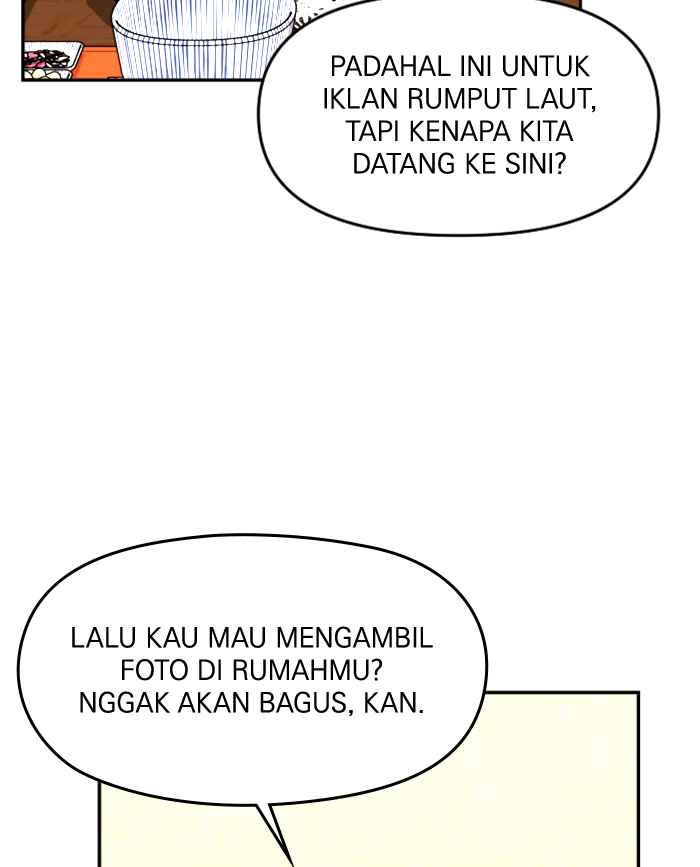 PADAHAL INI UNTUK
IKLAN RUMPUT LAUT,
TAPI KENAPA KITA
DATANG KE SINI?
LALU KAU MAU MENGAMBIL
FOTO DI RUMAHMU?
NGGAK AKAN BAGUS, KAN.